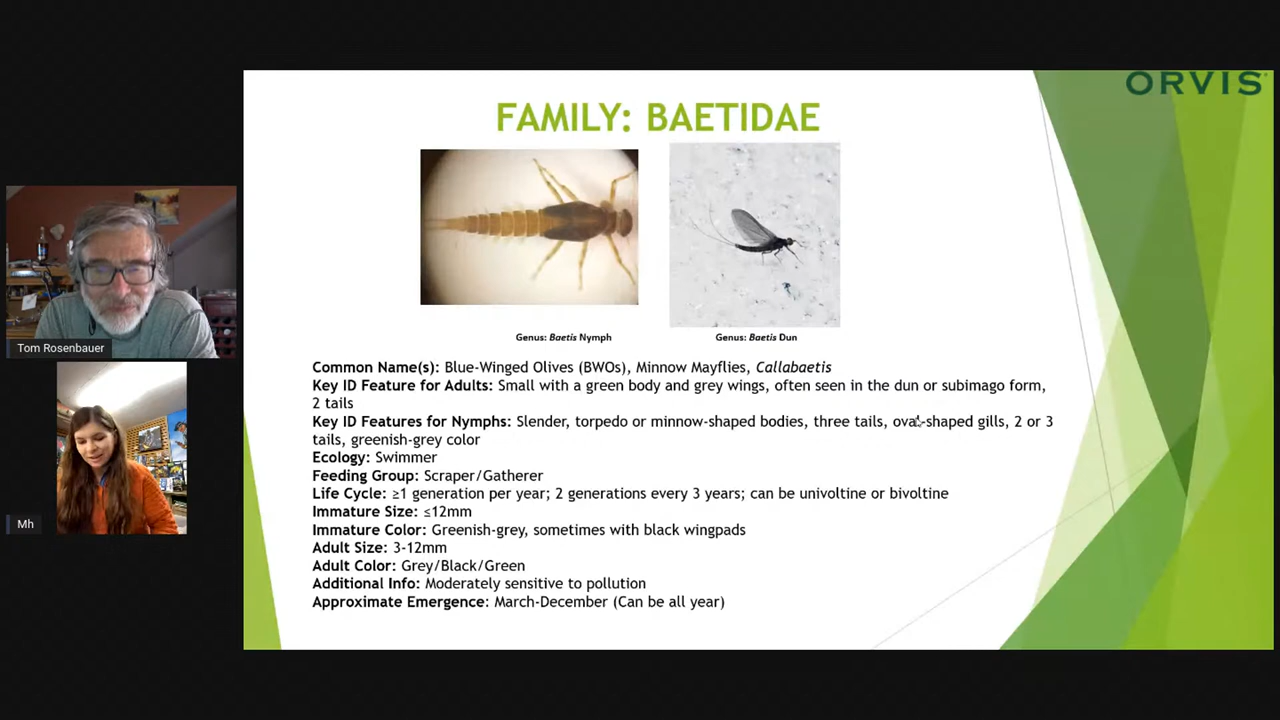 ORVIS
FAMILY: BAETIDAE
Genus: Baetis Nymph
Genus: Baetis Dun
Common Name(s): Blue-Winged Olives (BWOs), Minnow Mayflies, Callabaetis
Key ID Feature for Adults: Small with a green body and grey wings, often seen in the dun or subimago form,
2 tails
Key ID Features for Nymphs: Slender, torpedo or minnow-shaped bodies, three tails, oval-shaped gills, 2 or 3
tails, greenish-grey color
Ecology: Swimmer
Feeding Group: Scraper/Gatherer
Life Cycle: ≥1 generation per year; 2 generations every 3 years; can be univoltine or bivoltine
Immature Size: ≤12mm
Immature Color: Greenish-grey, sometimes with black wingpads
Adult Size: 3-12mm
Adult Color: Grey/Black/Green
Additional Info: Moderately sensitive to pollution
Approximate Emergence: March-December (Can be all year)
Tom Rosenbauer
Mh